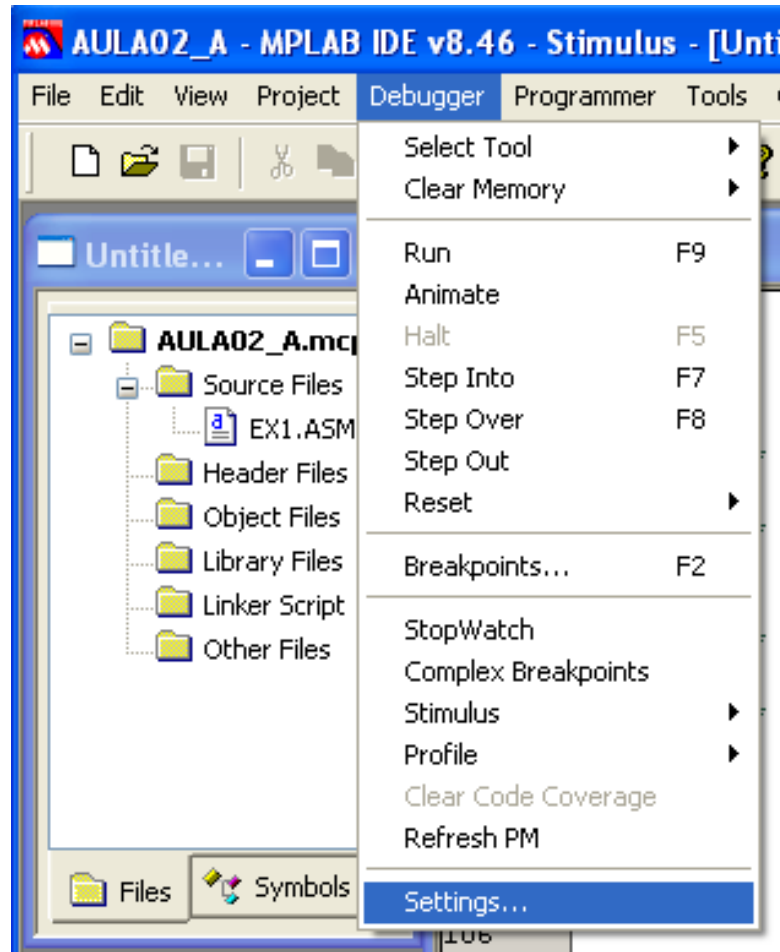 AULA02_A - MPLAB IDE v8.46 - Stimulus - [Unti
File Edit View Project Debugger Programmer Tools
Untitle...
AULA02_A.mcp
Source Files
EX1.ASM
Header Files
Object Files
Library Files
Linker Script
Other Files
Files Symbols
Select Tool
Clear Memory
Run F9
Animate
Halt F5
Step Into F7
Step Over F8
Step Out
Reset
Breakpoints... F2
StopWatch
Complex Breakpoints
Stimulus
Profile
Clear Code Coverage
Refresh PM
Settings...
106